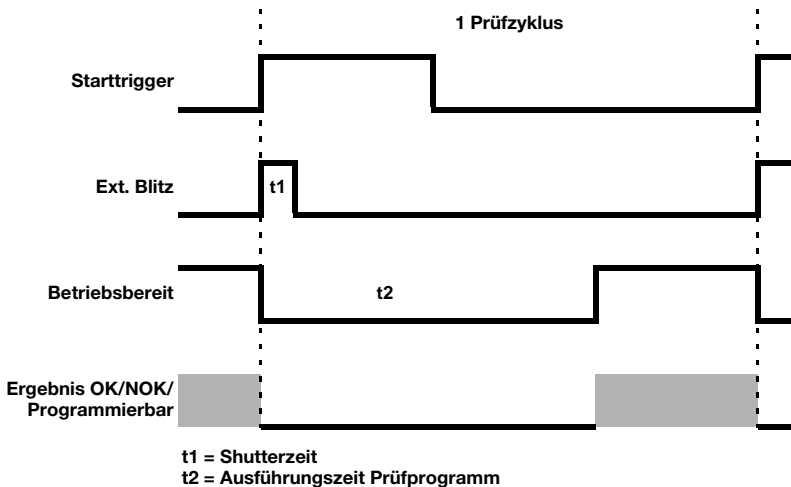 1 Prüfzyklus
Starttrigger
Ext. Blitz
t1
Betriebsbereit
t2
Ergebnis OK/NOK/
Programmierbar
t1 = Shutterzeit
t2 = Ausführungszeit Prüfprogramm